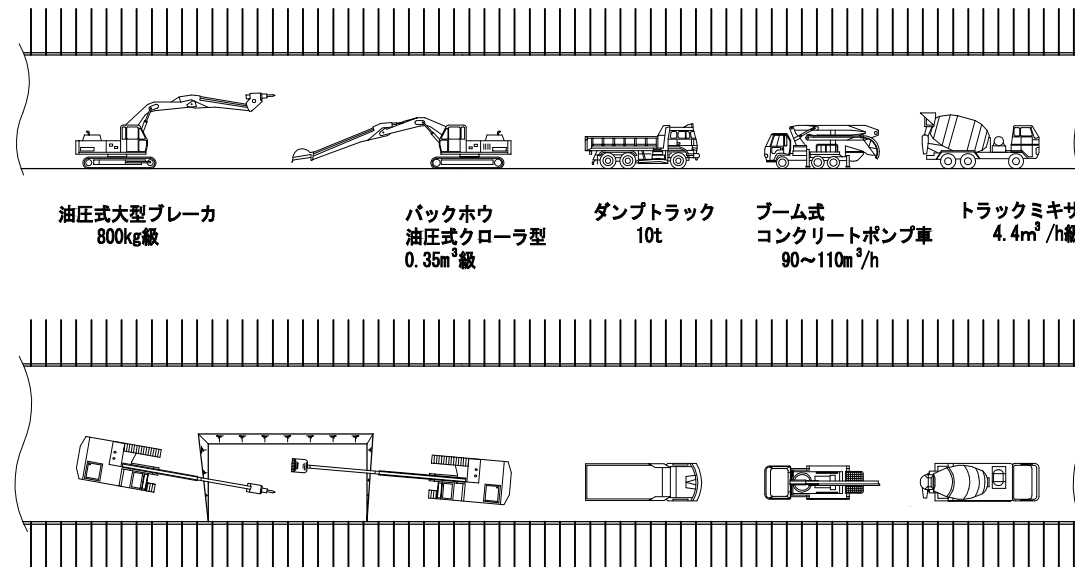 油圧式大型ブレーカ
800kg級
バックホウ
油圧式クローラ型
0.35m³級
ダンプトラック
10t
ブーム式
コンクリートポンプ車
90～110m³/h
トラックミキサ
4.4m³/h級